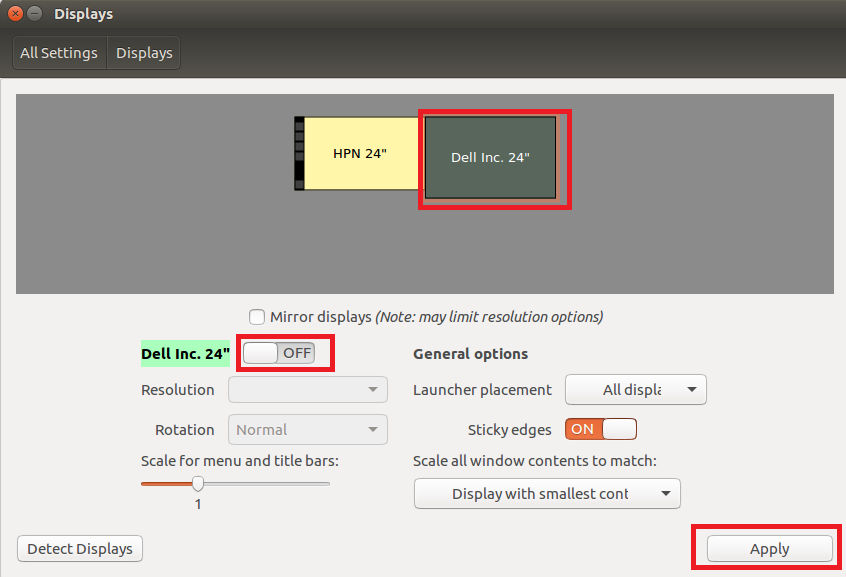 Displays
All Settings Displays
HPN 24"
Dell Inc. 24"
Mirror displays (Note: may limit resolution options)
Dell Inc. 24" OFF
General options
Resolution
Launcher placement All displa
Rotation Normal
Sticky edges ON
Scale for menu and title bars:
Scale all window contents to match:
1
Display with smallest cont
Detect Displays
Apply